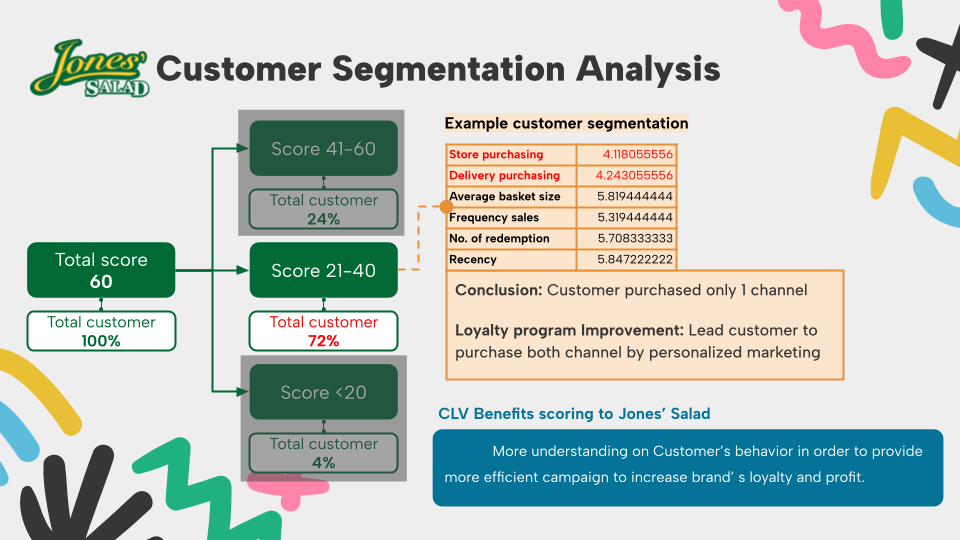 Jones'
SALAD
Customer Segmentation Analysis
Total score
60
Total customer
100%
Score 41-60
Total customer
24%
Score 21-40
Total customer
72%
Score <20
Total customer
4%
Example customer segmentation
Store purchasing 4.118055556
Delivery purchasing 4.243055556
Average basket size 5.819444444
Frequency sales 5.319444444
No. of redemption 5.708333333
Recency 5.847222222
Conclusion: Customer purchased only 1 channel
Loyalty program Improvement: Lead customer to
purchase both channel by personalized marketing
CLV Benefits scoring to Jones’ Salad
More understanding on Customer’s behavior in order to provide
more efficient campaign to increase brand’ s loyalty and profit.